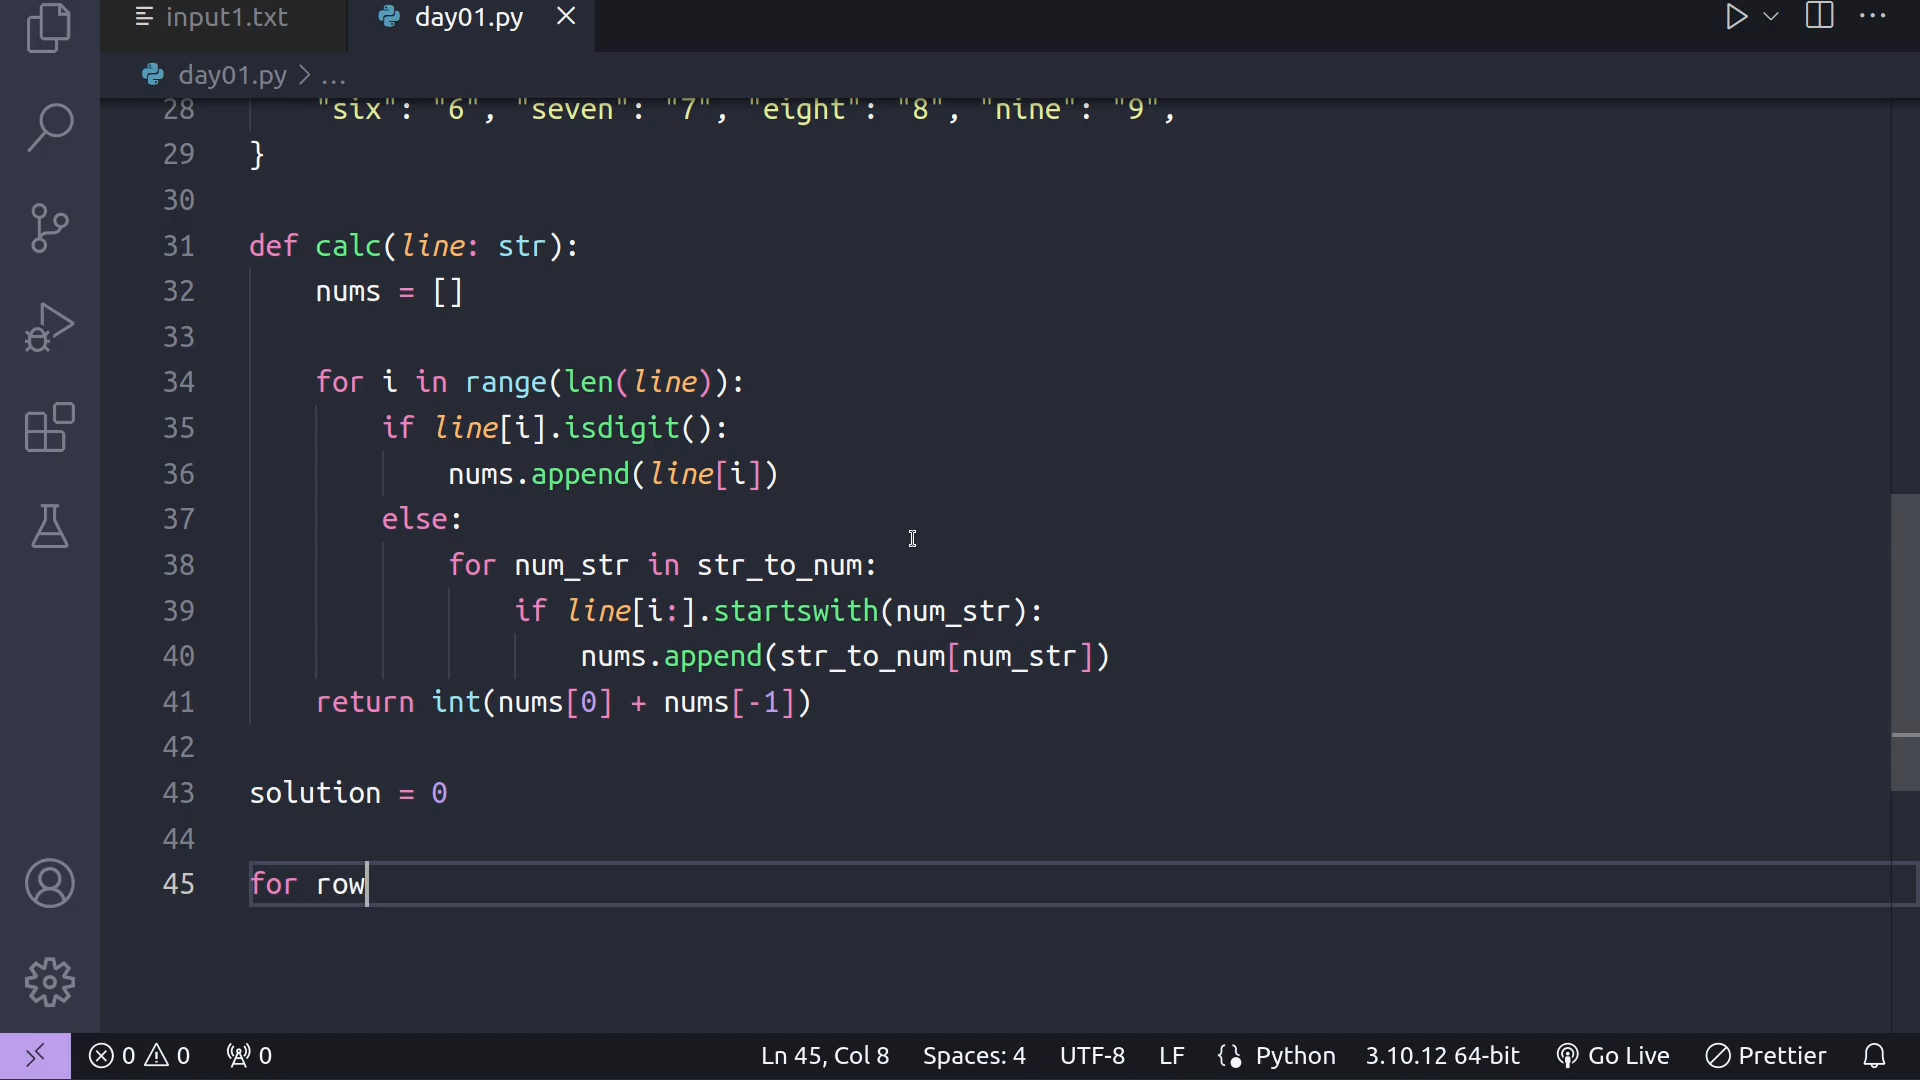 input1.txt day01.py
day01.py > ...
28 "six": "6", "seven": "7", "eight": "8", "nine": "9",
29 }
30
31 def calc(line: str):
32 nums = []
33
34 for i in range(len(line)):
35 if line[i].isdigit():
36 nums.append(line[i])
37 else:
38 for num_str in str_to_num:
39 if line[i:].startswith(num_str):
40 nums.append(str_to_num[num_str])
41 return int(nums[0] + nums[-1])
42
43 solution = 0
44
45 for row
0 0 0 Ln 45, Col 8 Spaces: 4 UTF-8 LF Python 3.10.12 64-bit Go Live Prettier